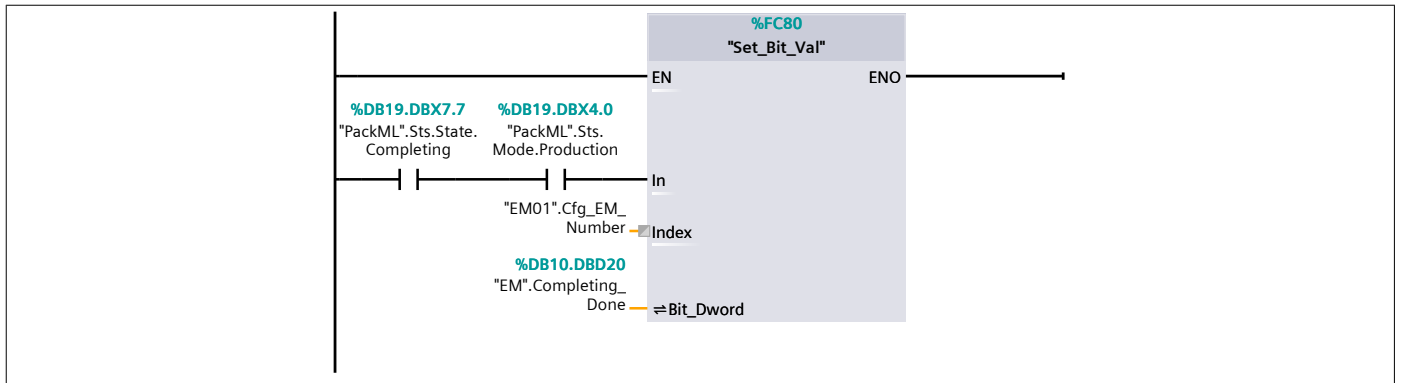 %FC80
"Set_Bit_Val"
EN ENO
%DB19.DBX7.7 %DB19.DBX4.0
"PackML".Sts.State. "PackML".Sts.
Completing Mode.Production
In
"EM01".Cfg_EM_
Number Index
%DB10.DBD20
"EM".Completing_
Done ⇌Bit_Dword